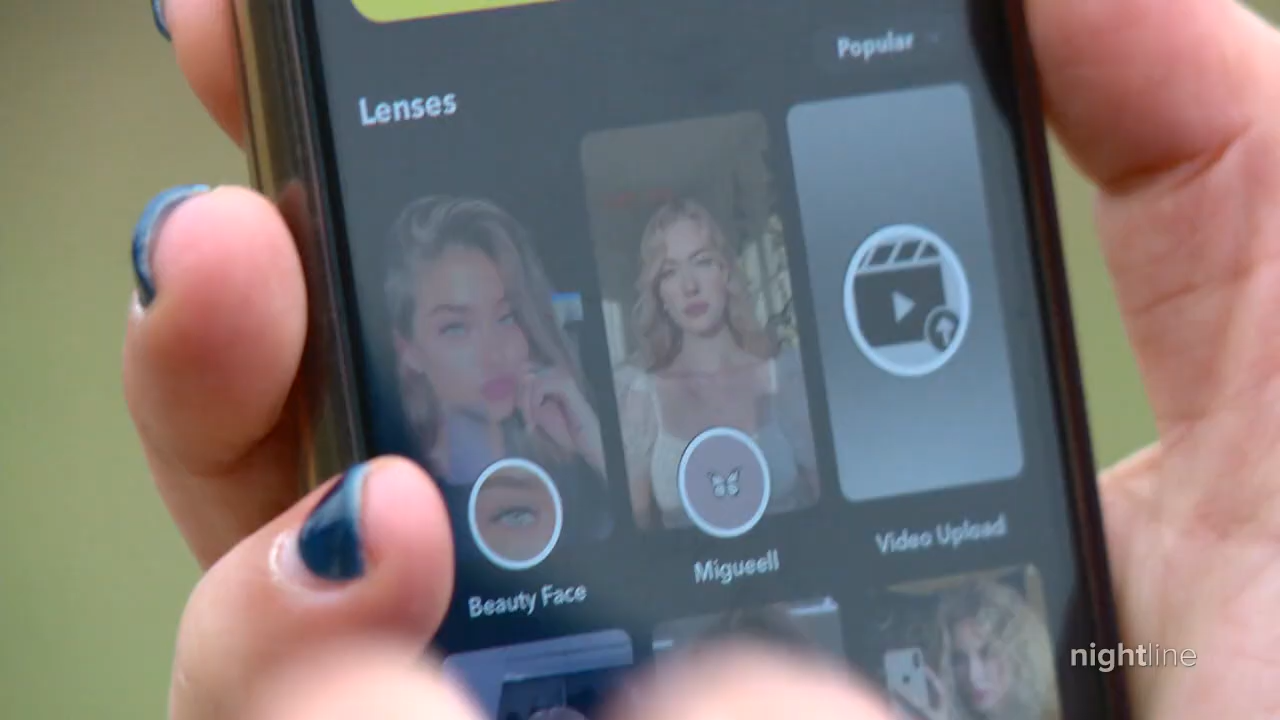 Popular
Lenses
Beauty Face
Migueell
Video Upload
nightline